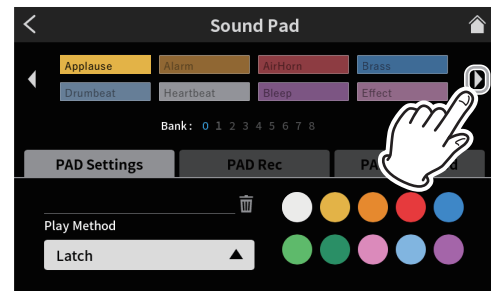 Sound Pad
Applause Alarm AirHorn Brass
Drumbeat Heartbeat Bleep Effect
Bank: 0 1 2 3 4 5 6 7 8
PAD Settings PAD Rec
Play Method
Latch